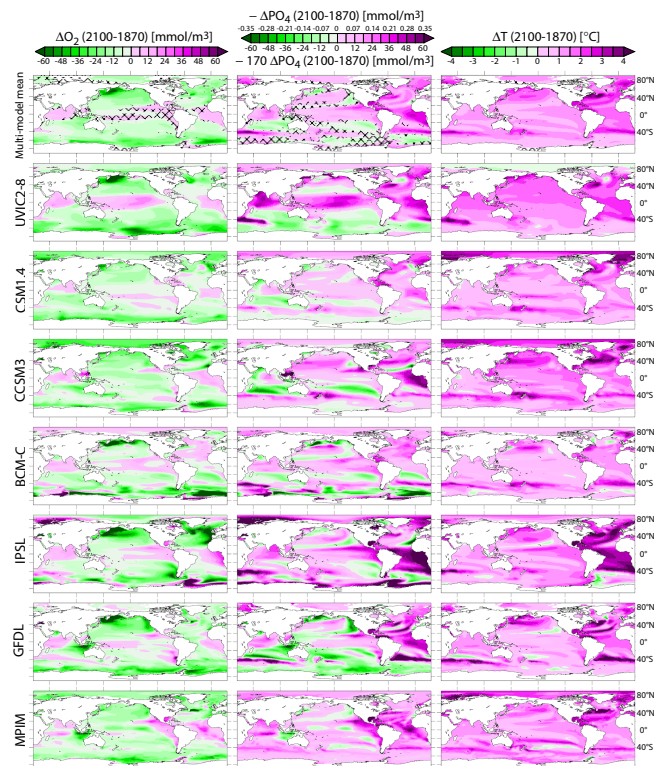 ΔO2 (2100-1870) [mmol/m3]
-60 -48 -36 -24 -12 0 12 24 36 48 60
− ΔPO4 (2100-1870) [mmol/m3]
-0.35 -0.28 -0.21 -0.14 -0.07 0 0.07 0.14 0.21 0.28 0.35
-60 -48 -36 -24 -12 0 12 24 36 48 60
− 170 ΔPO4 (2100-1870) [mmol/m3]
ΔT (2100-1870) [°C]
-4 -3 -2 -1 0 1 2 3 4
Multi-model mean
80°N
40°N
0°
40°S
UVIC2-8
80°N
40°N
0°
40°S
CSM1.4
80°N
40°N
0°
40°S
CCSM3
80°N
40°N
0°
40°S
BCM-C
80°N
40°N
0°
40°S
IPSL
80°N
40°N
0°
40°S
GFDL
80°N
40°N
0°
40°S
MPIM
80°N
40°N
0°
40°S